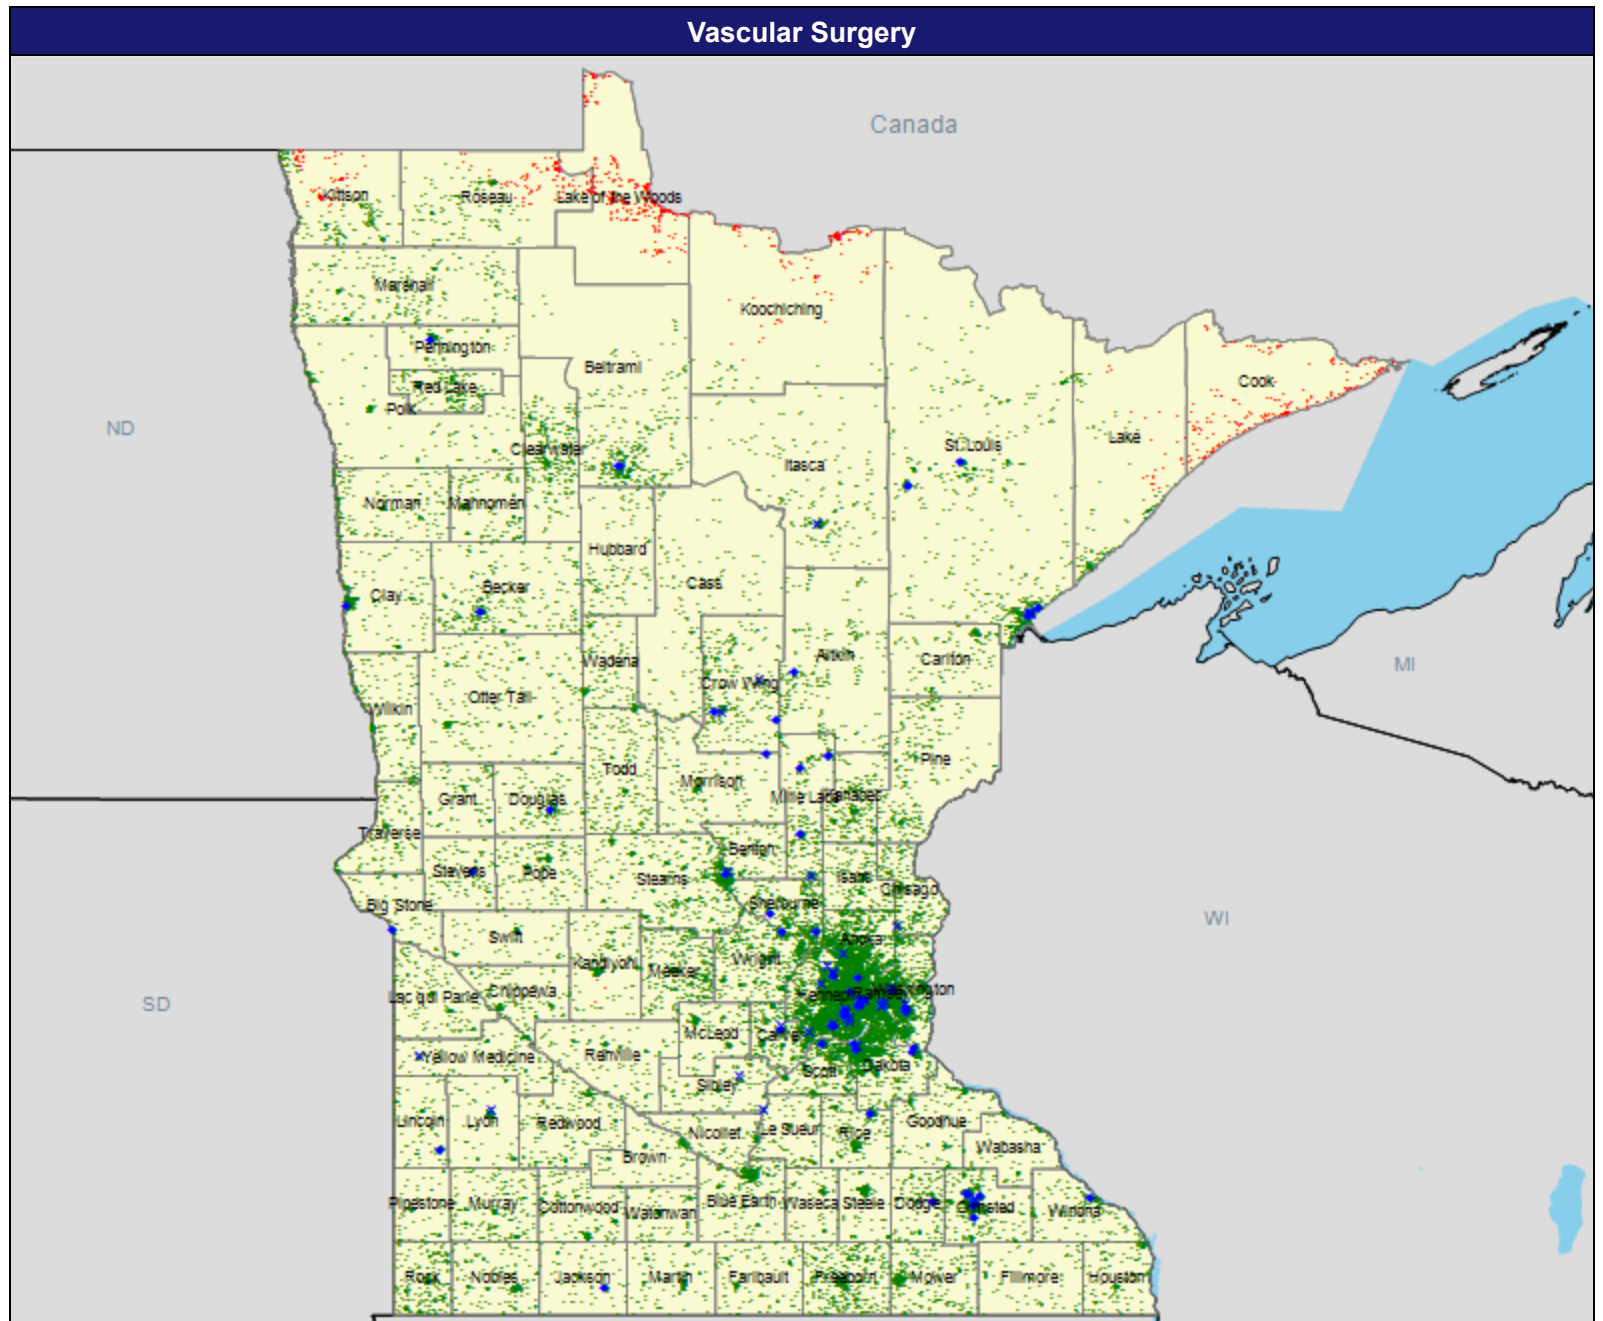 Vascular Surgery
Canada
Kittson
Roseau
Lake of the Woods
Marshall
Koochiching
Pennington
Beltrami
Red Lake
Cook
Polk
ND
Lake
Clearwater
St. Louis
Itasca
Norman
Mahnomen
Hubbard
Cass
Becker
Clay
Aitkin
Carlton
MI
Wadena
Crow Wing
Otter Tail
Wilkin
Pine
Todd
Morrison
Mille Lacs
Kanabec
Grant
Douglas
Traverse
Benton
Stevens
Pope
Stearns
Isanti
Chisago
Big Stone
Sherburne
WI
Swift
Anoka
Kandiyohi
Wright
Meeker
Chippewa
Lac qui Parle
Hennepin
Ramsey
Washington
SD
McLeod
Carver
Yellow Medicine
Renville
Scott
Dakota
Sibley
Lincoln
Lyon
Redwood
Nicollet
Le Sueur
Rice
Goodhue
Wabasha
Brown
Pipestone
Murray
Cottonwood
Watonwan
Blue Earth
Waseca
Steele
Dodge
Olmsted
Winona
Rock
Nobles
Jackson
Martin
Faribault
Freeborn
Mower
Fillmore
Houston